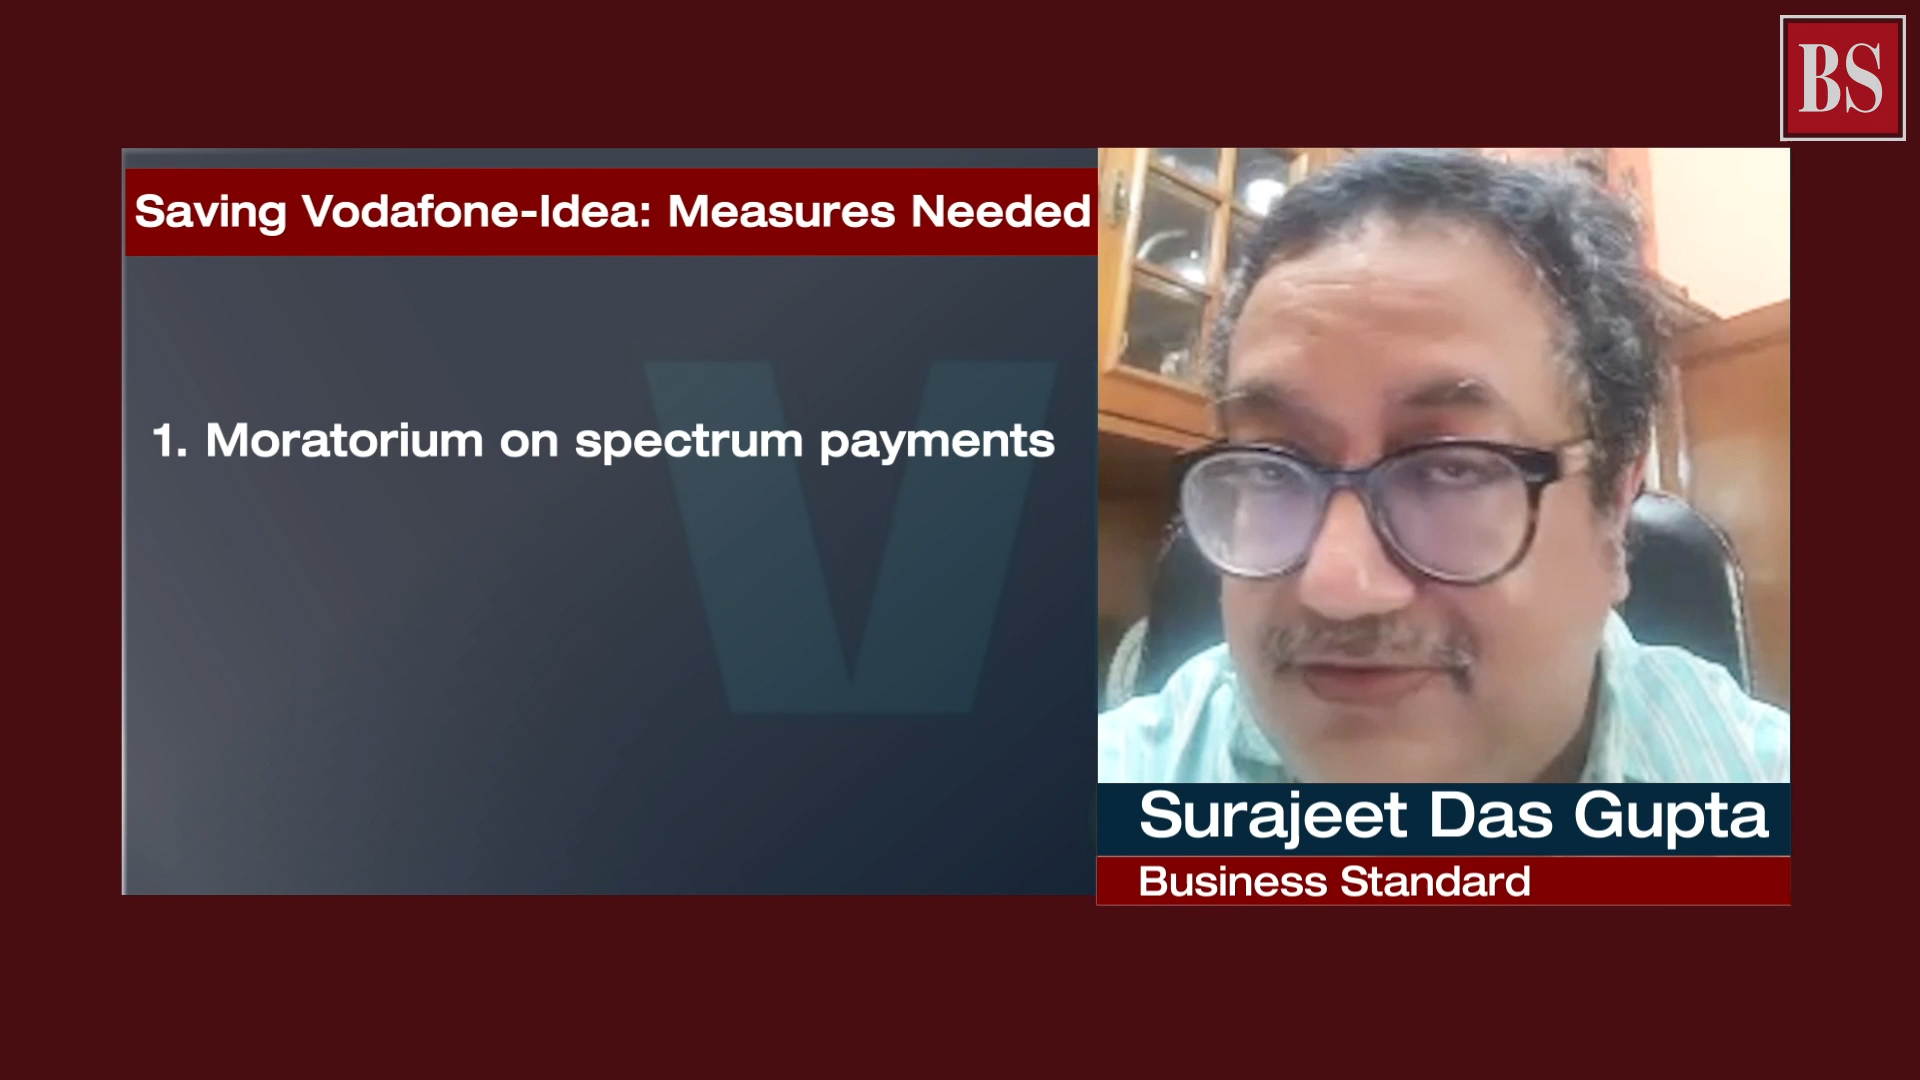 BS
Saving Vodafone-Idea: Measures Needed
1. Moratorium on spectrum payments
V
Surajeet Das Gupta
Business Standard